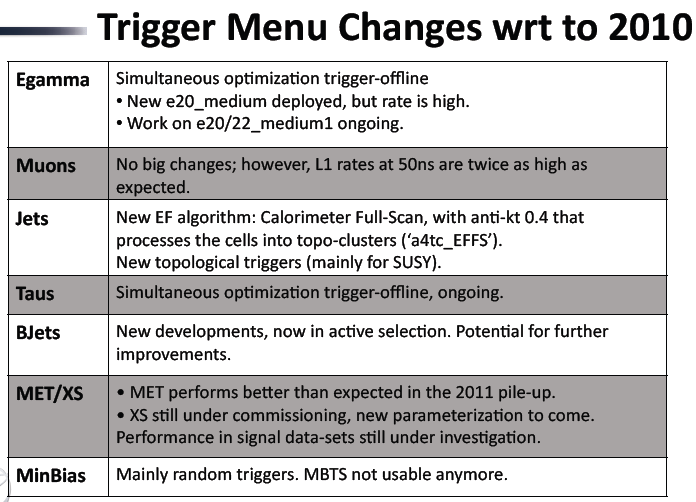 Trigger Menu Changes wrt to 2010
Egamma
Simultaneous optimization trigger-offline
• New e20_medium deployed, but rate is high.
• Work on e20/22_medium1 ongoing.
Muons
No big changes; however, L1 rates at 50ns are twice as high as
expected.
Jets
New EF algorithm: Calorimeter Full-Scan, with anti-kt 0.4 that
processes the cells into topo-clusters (‘a4tc_EFFS’).
New topological triggers (mainly for SUSY).
Taus
Simultaneous optimization trigger-offline, ongoing.
BJets
New developments, now in active selection. Potential for further
improvements.
MET/XS
• MET performs better than expected in the 2011 pile-up.
• XS still under commissioning, new parameterization to come.
Performance in signal data-sets still under investigation.
MinBias
Mainly random triggers. MBTS not usable anymore.